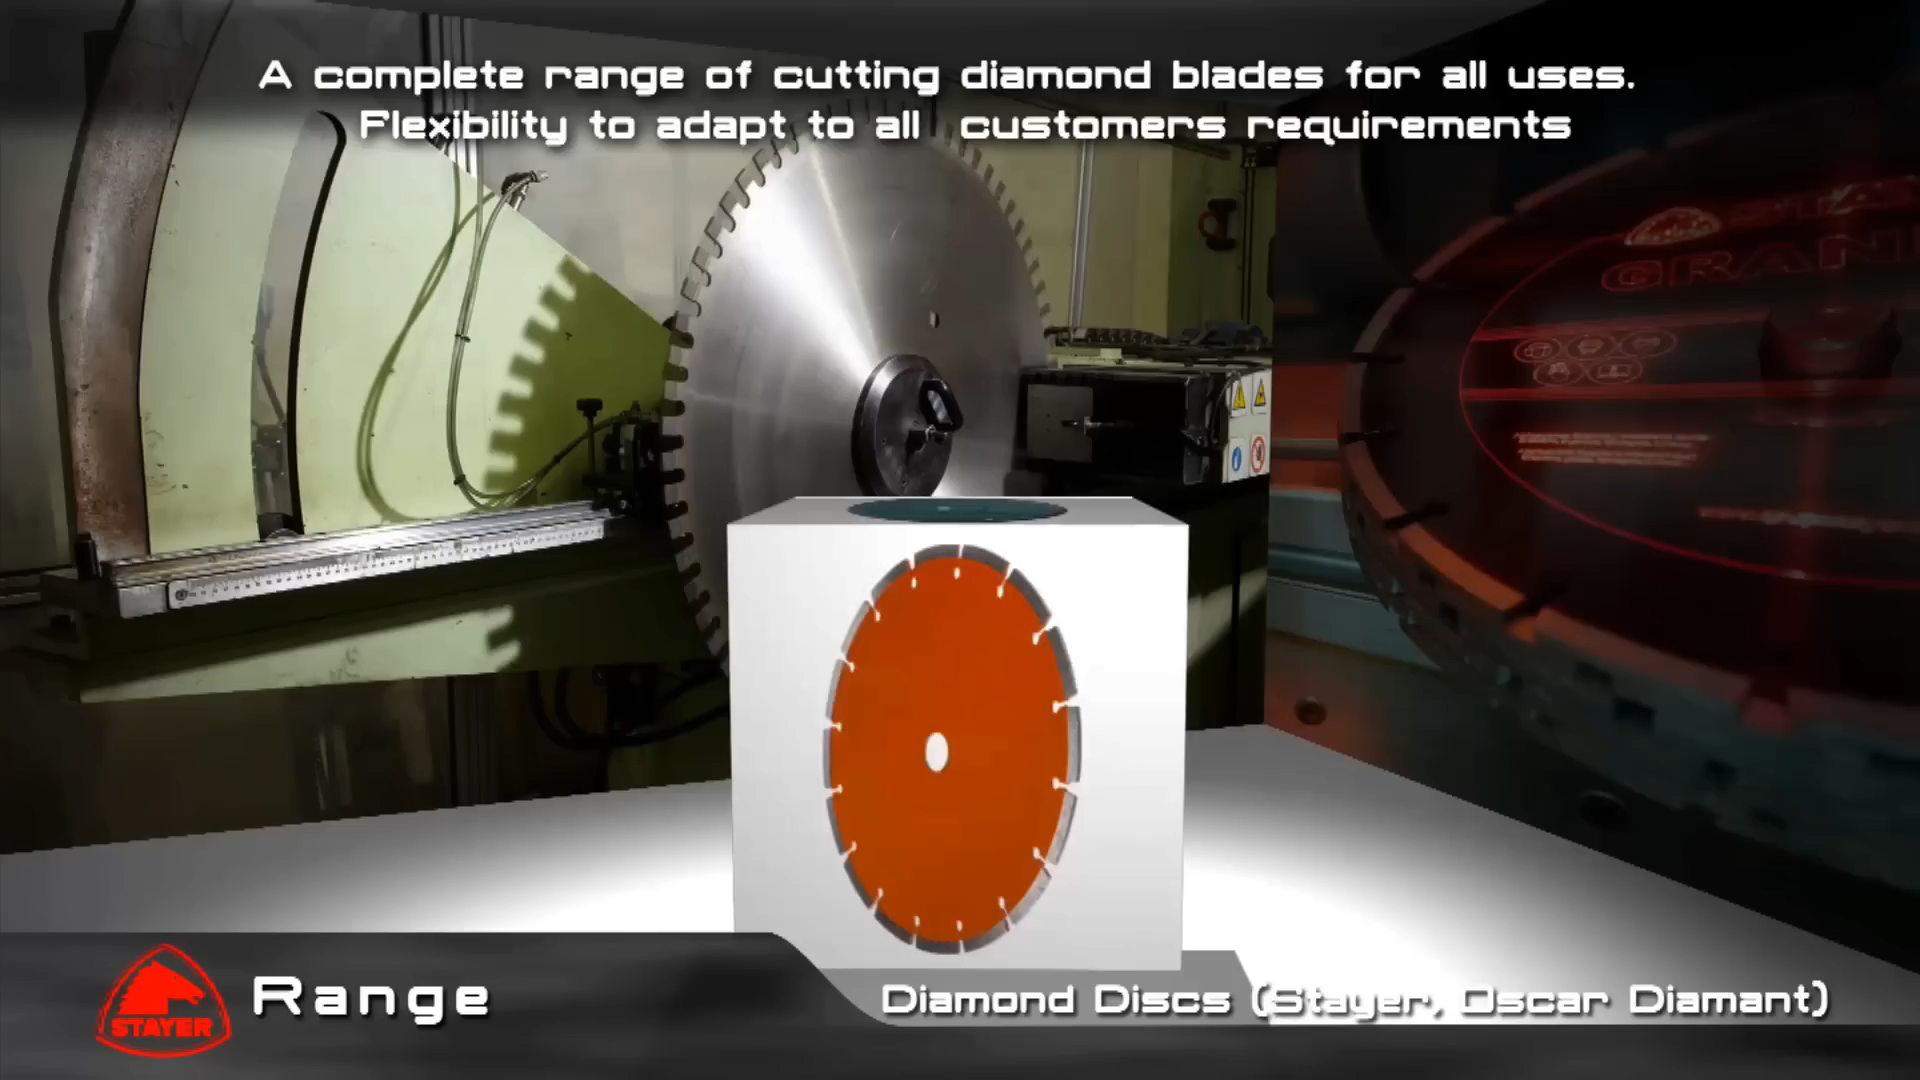 A complete range of cutting diamond blades for all uses.
Flexibility to adapt to all customers requirements
GRAN
STAYER
Range
Diamond Discs (Stayer, Oscar Diamant)